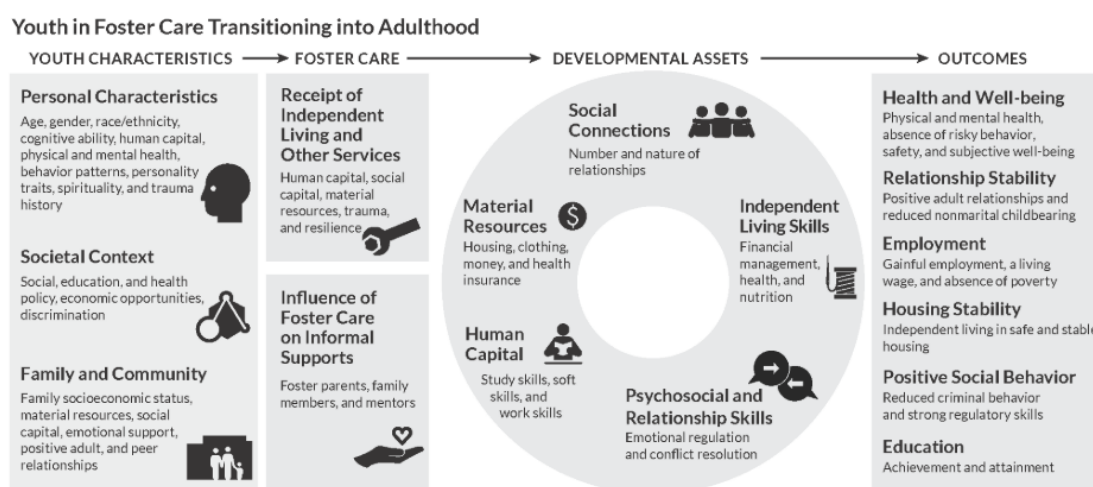 Youth in Foster Care Transitioning into Adulthood
YOUTH CHARACTERISTICS
FOSTER CARE
DEVELOPMENTAL ASSETS
OUTCOMES
Personal Characteristics
Age, gender, race/ethnicity,
cognitive ability, human capital,
physical and mental health,
behavior patterns, personality
traits, spirituality, and trauma
history
Societal Context
Social, education, and health
policy, economic opportunities,
discrimination
Family and Community
Family socioeconomic status,
material resources, social
capital, emotional support,
positive adult, and peer
relationships
Receipt of
Independent
Living and
Other Services
Human capital, social
capital, material
resources, trauma,
and resilience
Influence of
Foster Care
on Informal
Supports
Foster parents, family
members, and mentors
Social
Connections
Number and nature of
relationships
Material
Resources
$
Housing, clothing,
money, and health
insurance
Independent
Living Skills
Financial
management,
health, and
nutrition
Human
Capital
Study skills, soft
skills, and
work skills
Psychosocial and
Relationship Skills
Emotional regulation
and conflict resolution
Health and Well-being
Physical and mental health,
absence of risky behavior,
safety, and subjective well-being
Relationship Stability
Positive adult relationships and
reduced nonmarital childbearing
Employment
Gainful employment, a living
wage, and absence of poverty
Housing Stability
Independent living in safe and stable
housing
Positive Social Behavior
Reduced criminal behavior
and strong regulatory skills
Education
Achievement and attainment